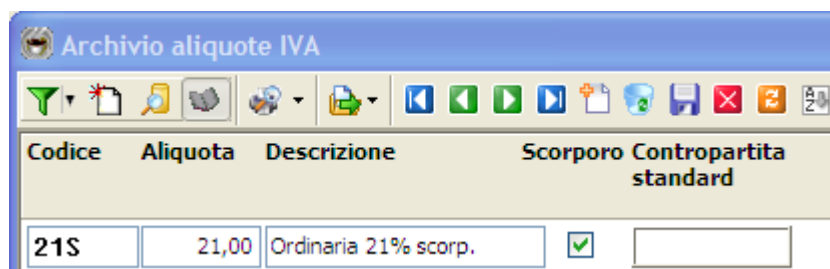 Archivio aliquote IVA
Codice Aliquota Descrizione Scorporo Contropartita
standard
21S 21,00 Ordinaria 21% scorp.